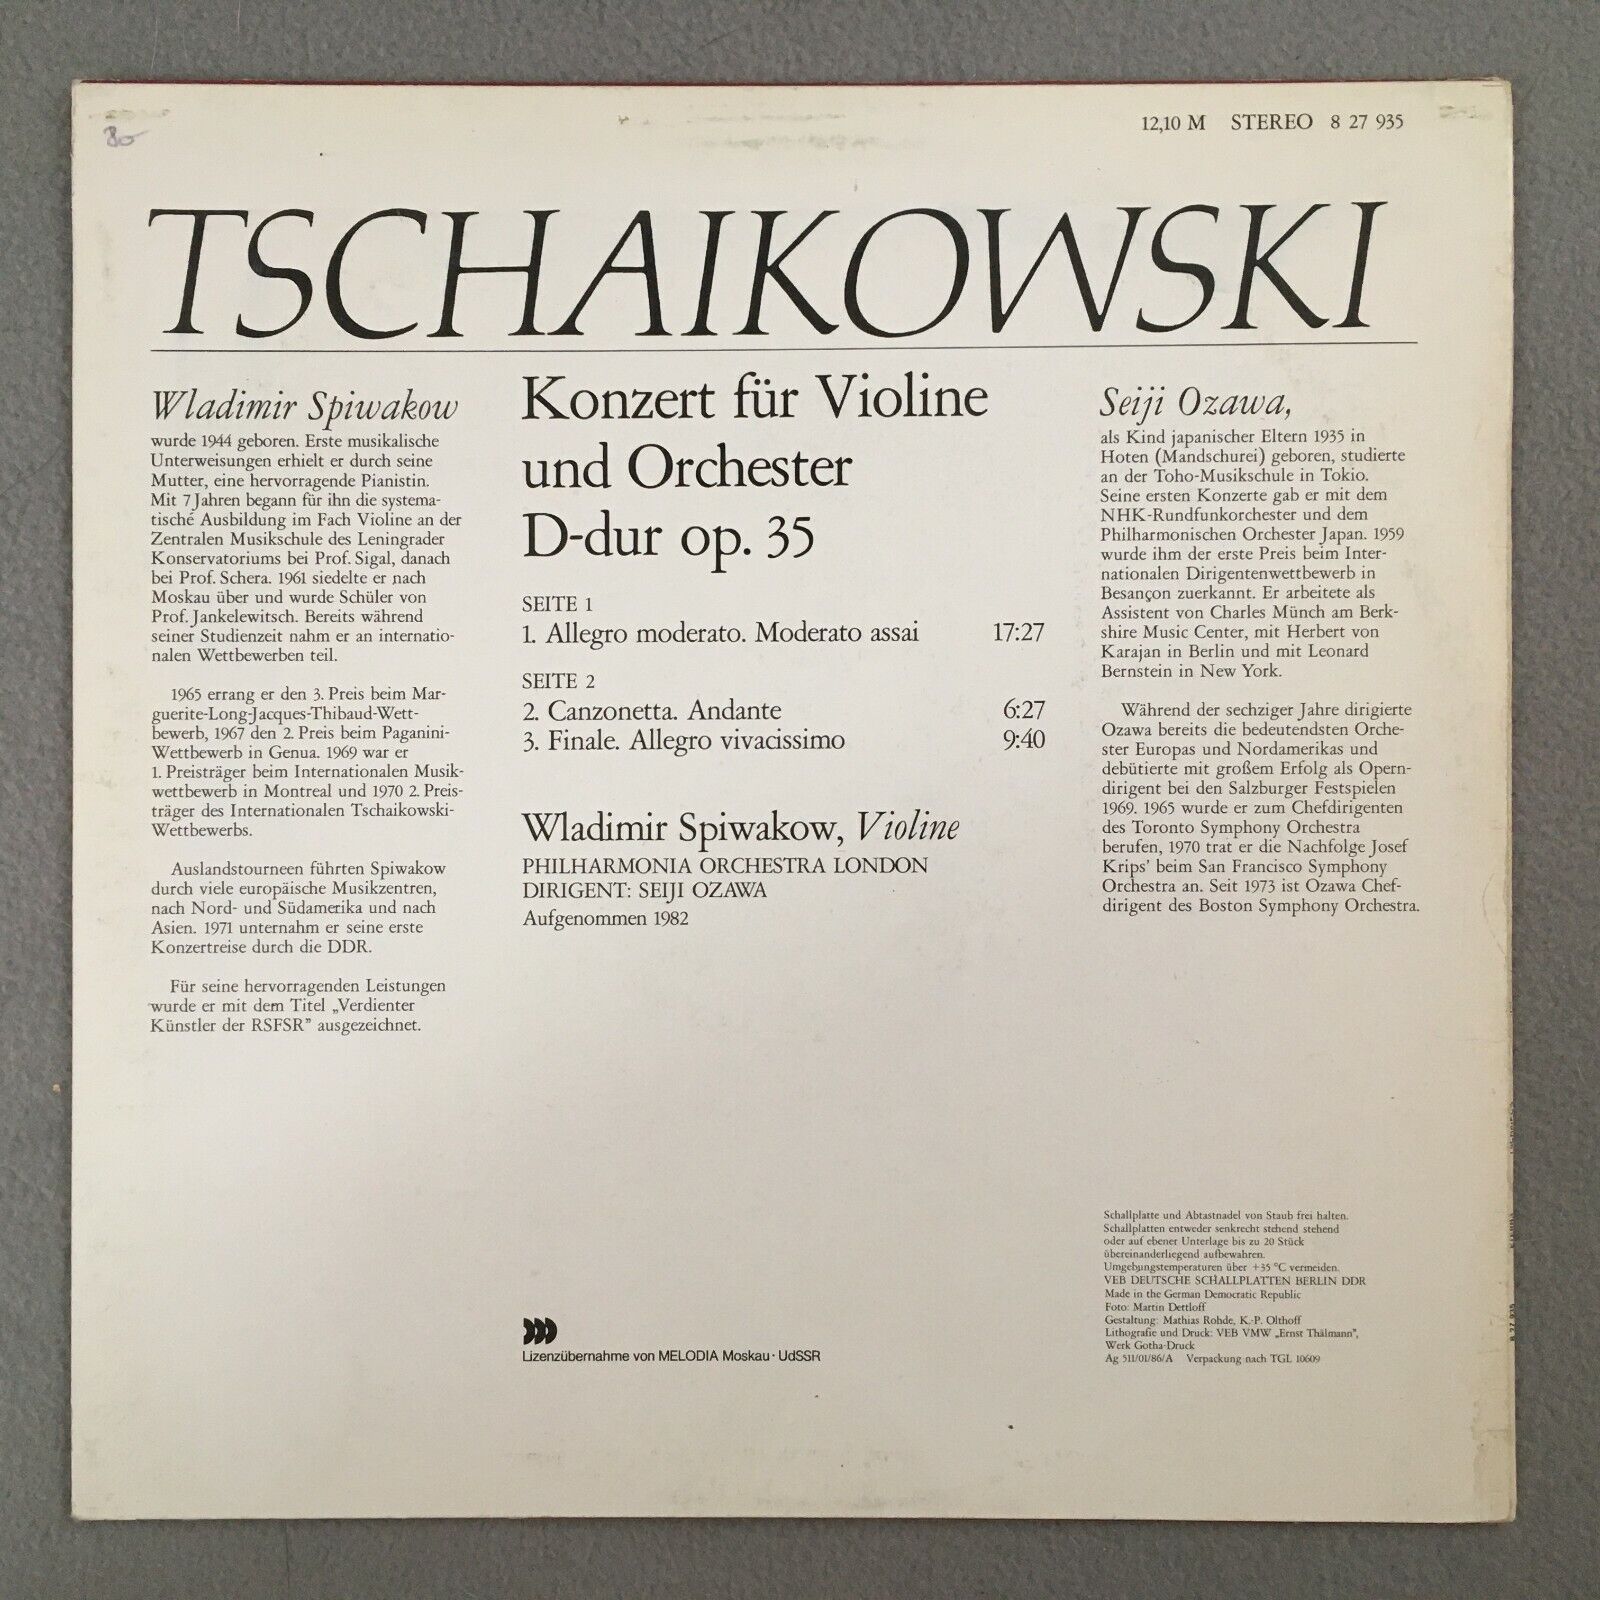 12,10 M STEREO 8 27 935
TSCHAIKOWSKI
Wladimir Spiwakow
wurde 1944 geboren. Erste musikalische
Unterweisungen erhielt er durch seine
Mutter, eine hervorragende Pianistin.
Mit 7 Jahren begann für ihn die systema-
tische Ausbildung im Fach Violine an der
Zentralen Musikschule des Leningrader
Konservatoriums bei Prof. Sigal, danach
bei Prof. Schera. 1961 siedelte er nach
Moskau über und wurde Schüler von
Prof. Jankelewitsch. Bereits während
seiner Studienzeit nahm er an internatio-
nalen Wettbewerben teil.
1965 errang er den 3. Preis beim Mar-
guerite-Long-Jacques-Thibaud-Wett-
bewerb, 1967 den 2. Preis beim Paganini-
Wettbewerb in Genua. 1969 war er
1. Preisträger beim Internationalen Musik-
wettbewerb in Montreal und 1970 2. Preis-
träger des Internationalen Tschaikowski-
Wettbewerbs.
Auslandstourneen führten Spiwakow
durch viele europäische Musikzentren,
nach Nord- und Südamerika und nach
Asien. 1971 unternahm er seine erste
Konzertreise durch die DDR.
Für seine hervorragenden Leistungen
wurde er mit dem Titel „Verdienter
Künstler der RSFSR” ausgezeichnet.
Konzert für Violine
und Orchester
D-dur op. 35
SEITE 1
1. Allegro moderato. Moderato assai 17:27
SEITE 2
2. Canzonetta. Andante 6:27
3. Finale. Allegro vivacissimo 9:40
Wladimir Spiwakow, Violine
PHILHARMONIA ORCHESTRA LONDON
DIRIGENT: SEIJI OZAWA
Aufgenommen 1982
Lizenzübernahme von MELODIA Moskau · UdSSR
Seiji Ozawa,
als Kind japanischer Eltern 1935 in
Hoten (Mandschurei) geboren, studierte
an der Toho-Musikschule in Tokio.
Seine ersten Konzerte gab er mit dem
NHK-Rundfunkorchester und dem
Philharmonischen Orchester Japan. 1959
wurde ihm der erste Preis beim Inter-
nationalen Dirigentenwettbewerb in
Besançon zuerkannt. Er arbeitete als
Assistent von Charles Münch am Berk-
shire Music Center, mit Herbert von
Karajan in Berlin und mit Leonard
Bernstein in New York.
Während der sechziger Jahre dirigierte
Ozawa bereits die bedeutendsten Orche-
ster Europas und Nordamerikas und
debütierte mit großem Erfolg als Opern-
dirigent bei den Salzburger Festspielen
1969. 1965 wurde er zum Chefdirigenten
des Toronto Symphony Orchestra
berufen, 1970 trat er die Nachfolge Josef
Krips' beim San Francisco Symphony
Orchestra an. Seit 1973 ist Ozawa Chef-
dirigent des Boston Symphony Orchestra.
Schallplatte und Abtastnadel von Staub frei halten.
Schallplatten entweder senkrecht stehend stehend
oder auf ebener Unterlage bis zu 20 Stück
übereinanderliegend aufbewahren.
Umgebungstemperaturen über +35 °C vermeiden.
VEB DEUTSCHE SCHALLPLATTEN BERLIN DDR
Made in the German Democratic Republic
Foto: Martin Dettloff
Gestaltung: Mathias Rohde, K.-P. Olthoff
Lithografie und Druck: VEB VMW „Ernst Thälmann”,
Werk Gotha-Druck
Ag 511/01/86/A Verpackung nach TGL 10609
8 27 935